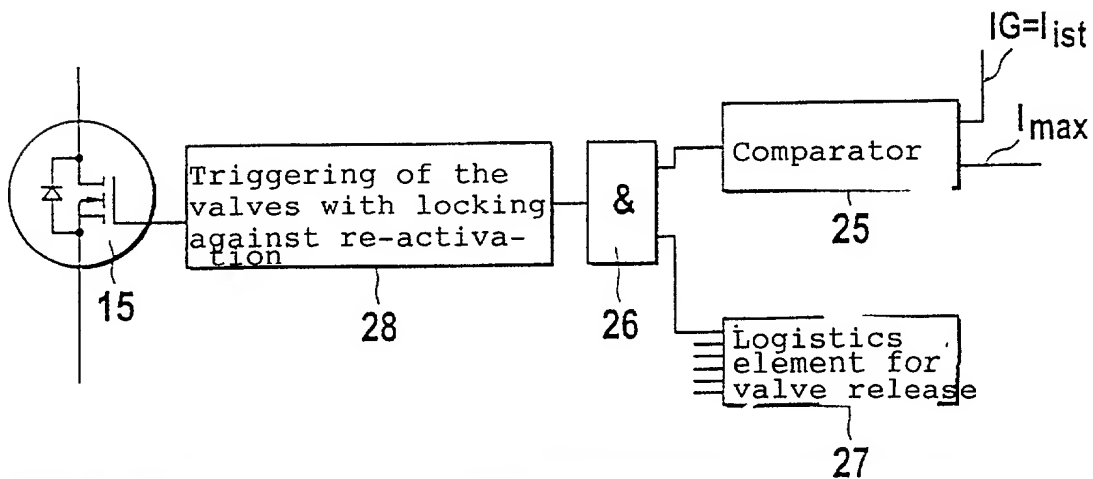 IG=Iist
Imax
Comparator
25
Triggering of the
valves with locking
against re-activa-
tion
&
15
28
26
Logistics
element for
valve release
27